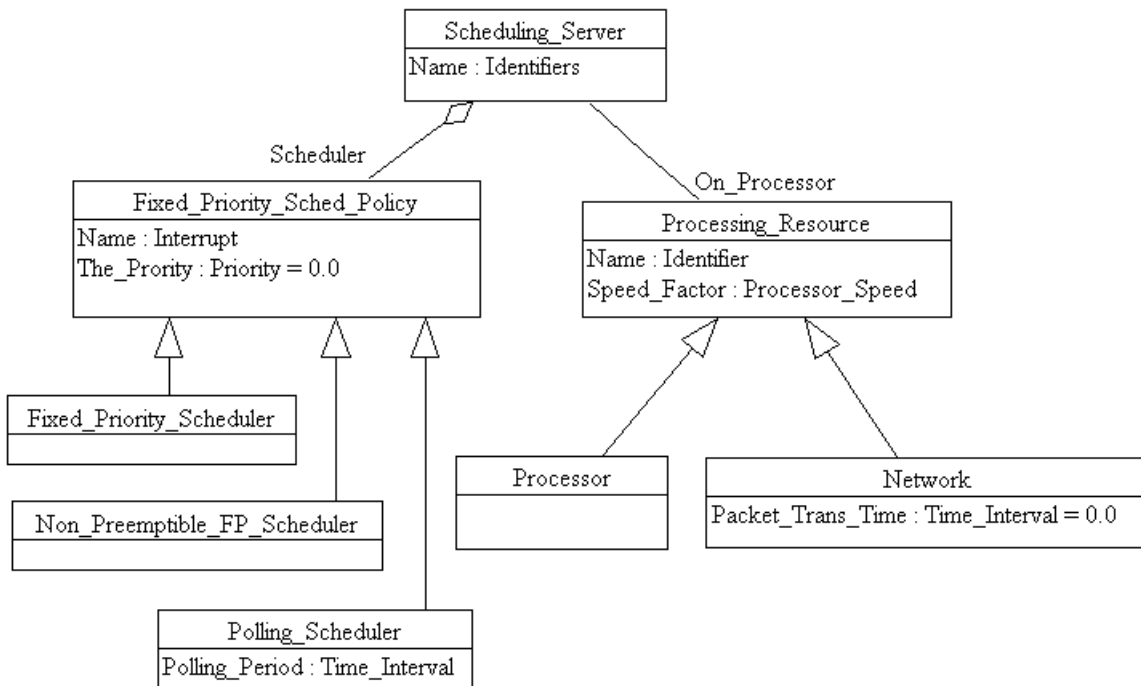 Scheduling_Server
Name : Identifiers
Scheduler
On_Processor
Fixed_Priority_Sched_Policy
Name : Interrupt
The_Prority : Priority = 0.0
Processing_Resource
Name : Identifier
Speed_Factor : Processor_Speed
Fixed_Priority_Scheduler
Processor
Network
Packet_Trans_Time : Time_Interval = 0.0
Non_Preemptible_FP_Scheduler
Polling_Scheduler
Polling_Period : Time_Interval